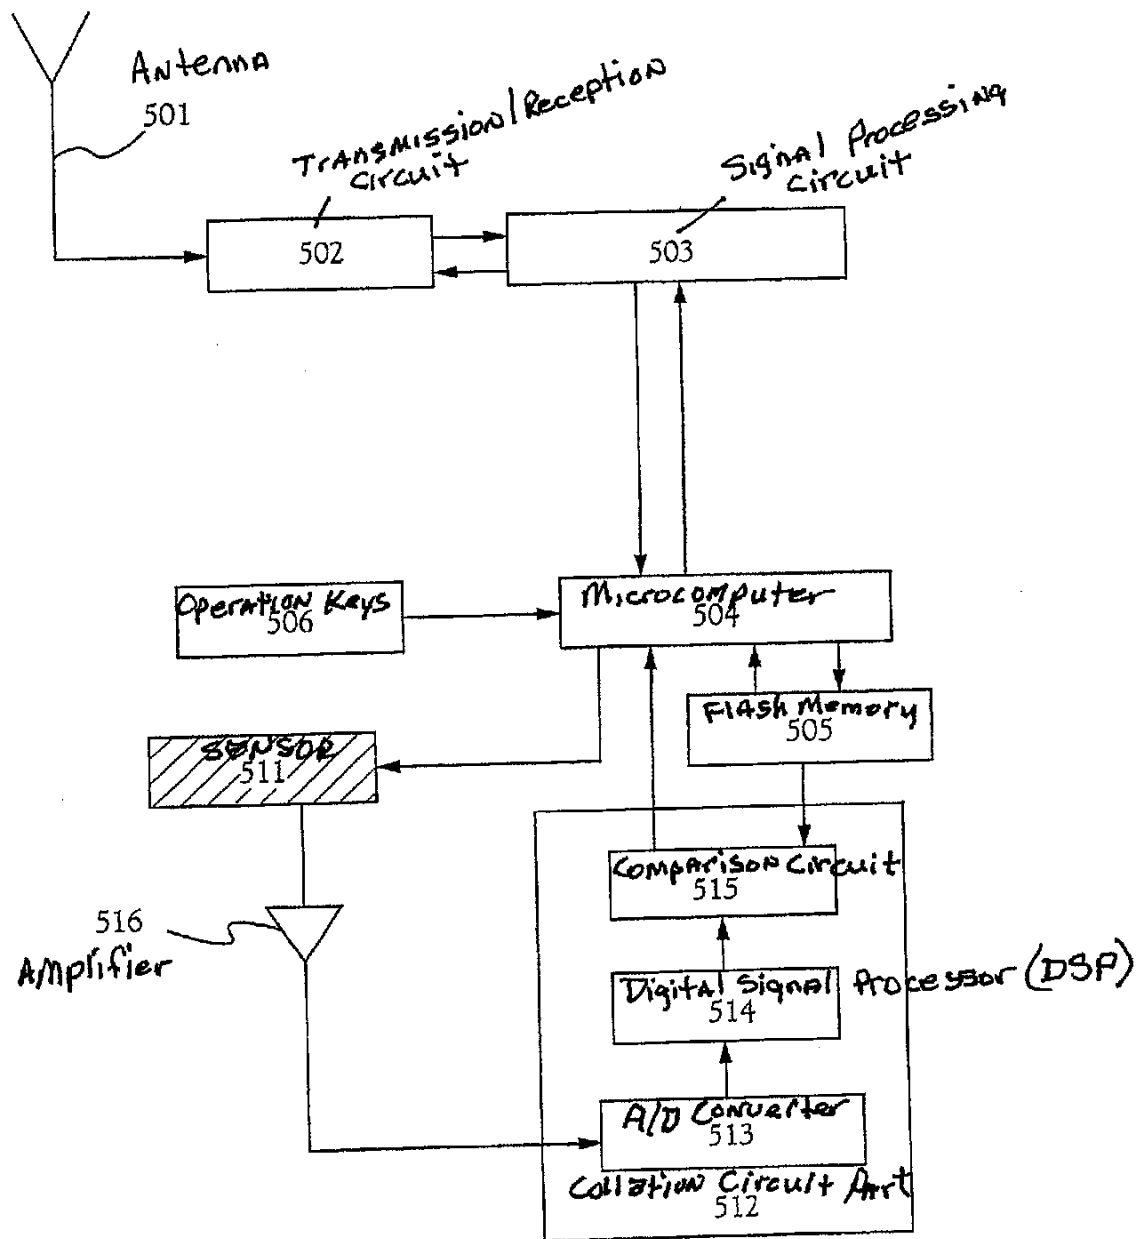 Antenna
501
Transmission/Reception
Circuit
502
Signal Processing
Circuit
503
Operation Keys
506
Microcomputer
504
Flash Memory
505
SENSOR
511
Comparison Circuit
515
516
Amplifier
Digital Signal Processor (DSP)
514
A/D Converter
513
Collation Circuit Part
512